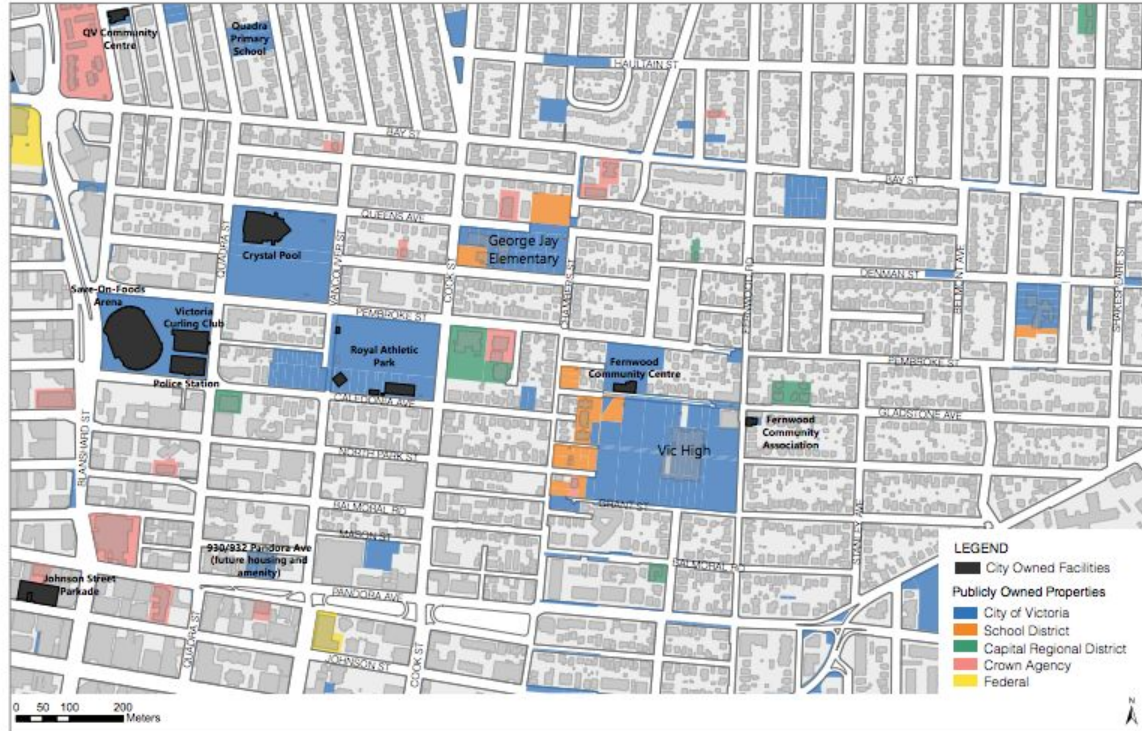 QV Community
Centre
Quadra
Primary
School
HAULTAIN ST
BAY ST
BAY ST
QUEENS AVE
QUADRA ST
VANCOUVER ST
Crystal Pool
George Jay
Elementary
COOK ST
CHAMBERS ST
FERNWOOD RD
DENMAN ST
BELMONT AVE
SHAKESPEARE ST
Save-On-Foods
Arena
Victoria
Curling Club
Police Station
PEMBROKE ST
PEMBROKE ST
Royal Athletic
Park
CALEDONIA AVE
Fernwood
Community Centre
GLADSTONE AVE
Fernwood
Community
Association
Vic High
BLANSHARD ST
NORTH PARK ST
BALMORAL RD
GRANT ST
STANLEY AVE
MASON ST
BALMORAL RD
930/932 Pandora Ave
(future housing and
amenity)
Johnson Street
Parkade
PANDORA AVE
QUADRA ST
JOHNSON ST
COOK ST
LEGEND
City Owned Facilities
Publicly Owned Properties
City of Victoria
School District
Capital Regional District
Crown Agency
Federal
0 50 100 200
Meters
N